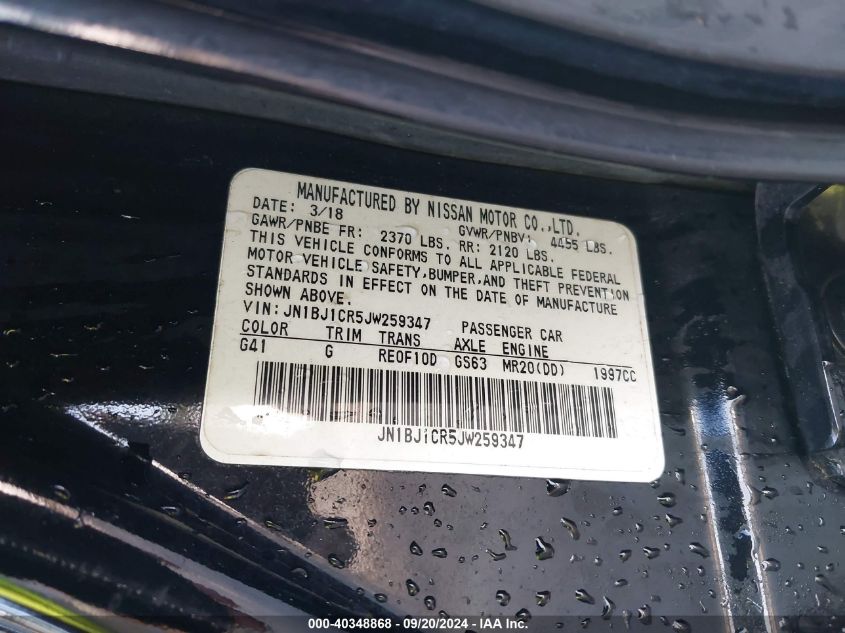 MANUFACTURED BY NISSAN MOTOR CO.,LTD.
DATE: 3/18 GVWR/PNBV: 4455 LBS.
GAWR/PNBE FR: 2370 LBS. RR: 2120 LBS.
THIS VEHICLE CONFORMS TO ALL APPLICABLE FEDERAL
MOTOR VEHICLE SAFETY,BUMPER,AND THEFT PREVENTION
STANDARDS IN EFFECT ON THE DATE OF MANUFACTURE
SHOWN ABOVE.
VIN:JN1BJ1CR5JW259347 PASSENGER CAR
COLOR TRIM TRANS AXLE ENGINE
G41 G RE0F10D GS63 MR20(DD) 1997CC
JN1BJ1CR5JW259347
000-40348868 - 09/20/2024 - IAAI.com